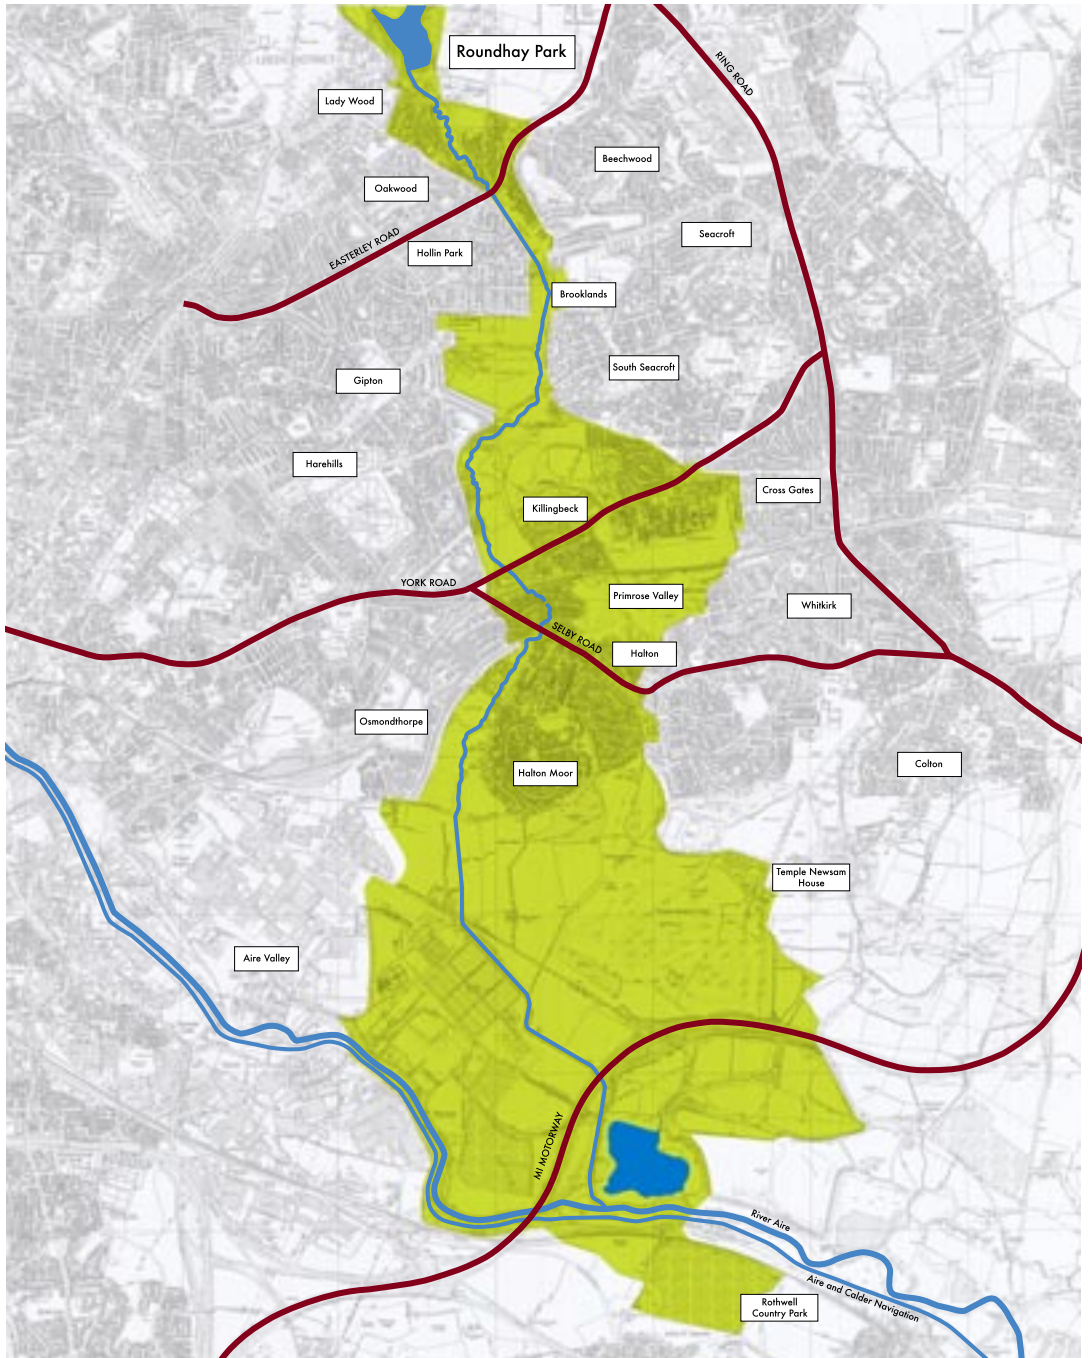 Roundhay Park
RING ROAD
Lady Wood
Beechwood
Oakwood
Seacroft
EASTERLEY ROAD
Hollin Park
Brooklands
South Seacroft
Gipton
Harehills
Cross Gates
Killingbeck
YORK ROAD
Primrose Valley
Whitkirk
SELBY ROAD
Halton
Osmondthorpe
Colton
Halton Moor
Temple Newsam
House
Aire Valley
M1 MOTORWAY
River Aire
Aire and Calder Navigation
Rothwell
Country Park